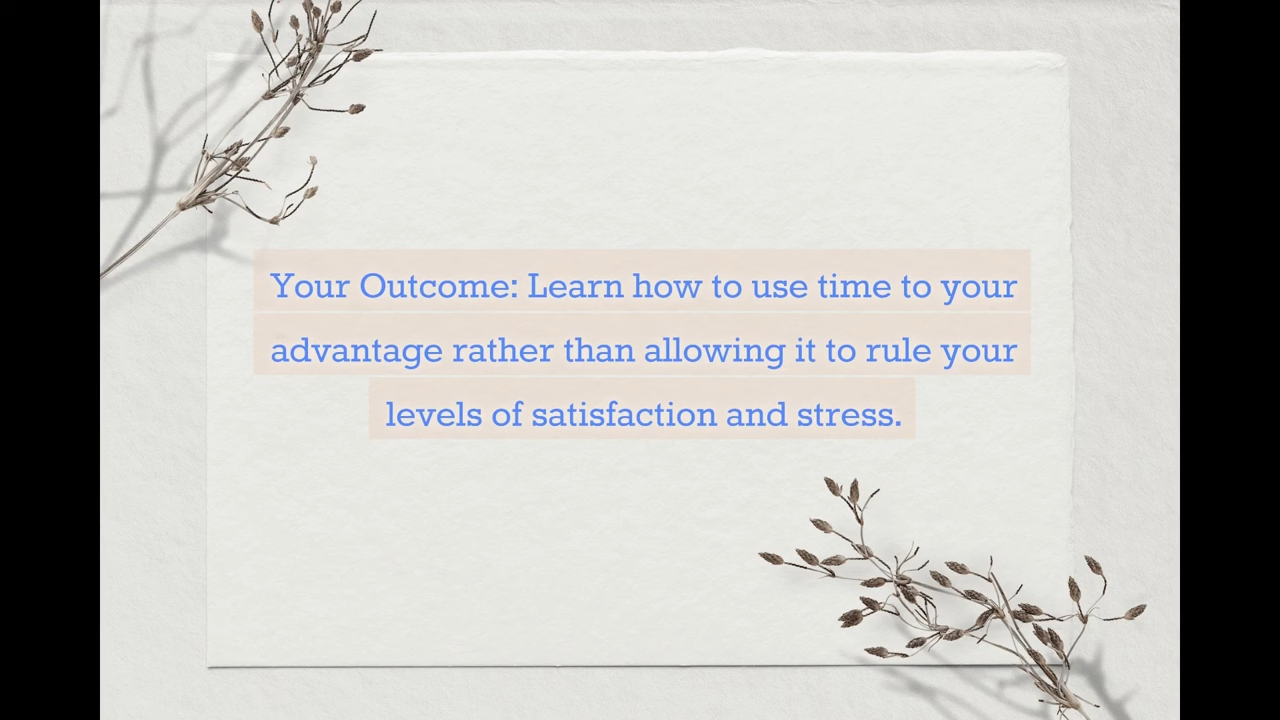 Your Outcome: Learn how to use time to your
advantage rather than allowing it to rule your
levels of satisfaction and stress.